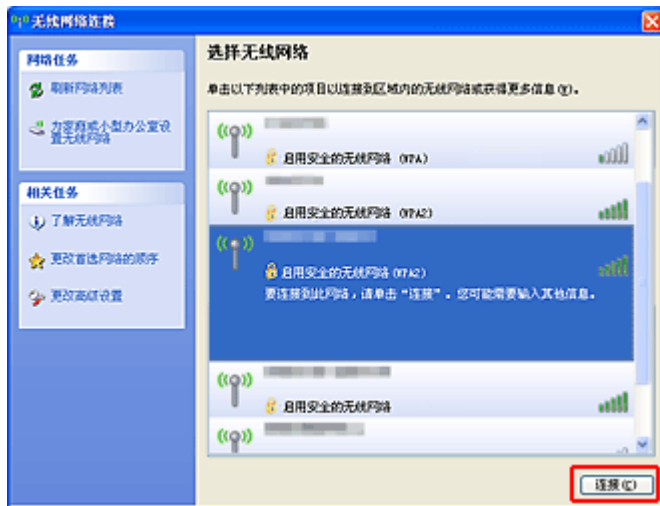 无线网络连接
网络任务
刷新网络列表
为家庭或小型办公室设
置无线网络
相关任务
了解无线网络
更改首选网络的顺序
更改高级设置
选择无线网络
单击以下列表中的项目以连接到区域内的无线网络或获得更多信息(W)。
启用安全的无线网络 (WPA)
启用安全的无线网络 (WPA2)
启用安全的无线网络 (WPA2)
要连接到此网络，请单击“连接”。您可能需要输入其他信息。
启用安全的无线网络
连接(C)